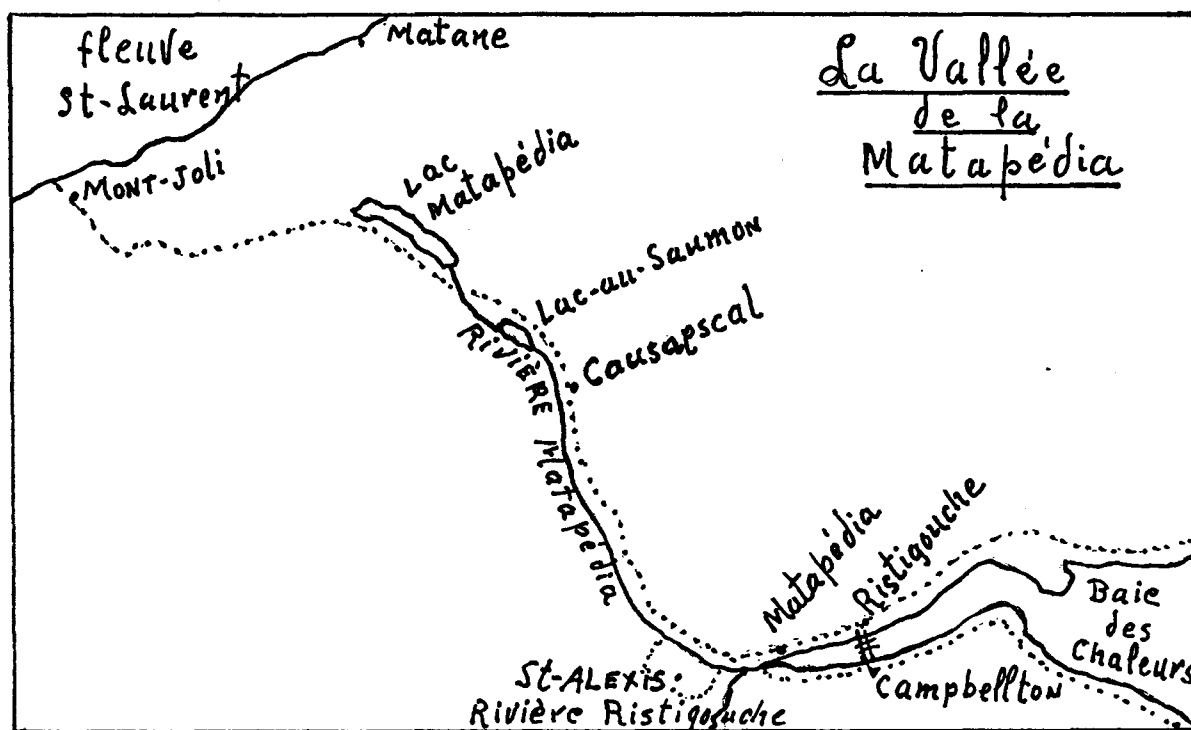 fleuve
St-Laurent
Matane
La Vallée
de la
Matapédia
Mont-Joli
Lac
Matapédia
Lac-au-Saumon
Causapscal
Rivière Matapédia
Matapédia
Ristigouche
Baie
des
Chaleurs
Campbellton
St-Alexis
Rivière Ristigouche